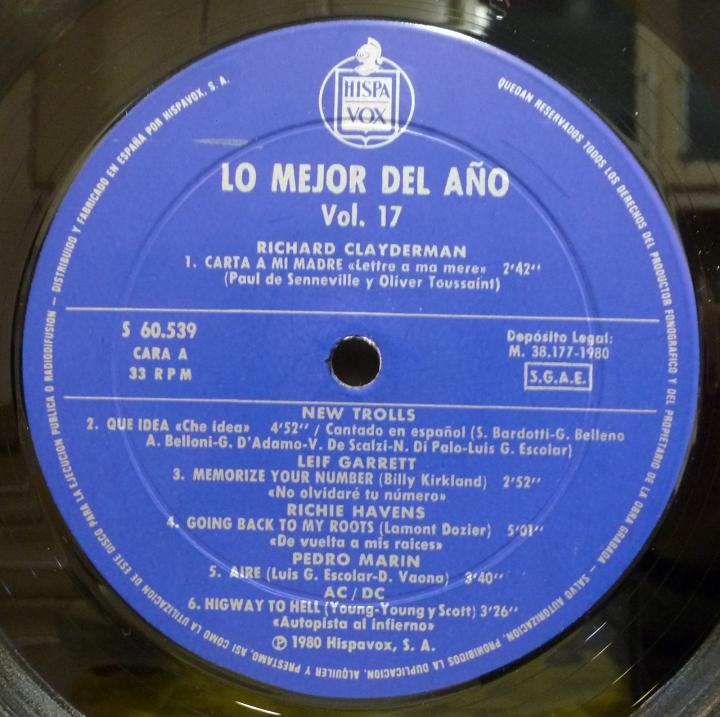 HISPA
VOX
LO MEJOR DEL AÑO
Vol. 17
RICHARD CLAYDERMAN
1. CARTA A MI MADRE «Lettre a ma mere» 2'42''
(Paul de Senneville y Oliver Toussaint)
S 60.539
CARA A
33 RPM
Depósito Legal:
M. 38.177-1980
S.G.A.E.
NEW TROLLS
2. QUE IDEA «Che idea» 4'52'' / Cantado en español (S. Bardotti-G. Belleno
A. Belloni-G. D'Adamo-V. De Scalzi-N. Di Palo-Luis G. Escolar)
LEIF GARRETT
3. MEMORIZE YOUR NUMBER (Billy Kirkland) 2'52''
«No olvidaré tu número»
RICHIE HAVENS
4. GOING BACK TO MY ROOTS (Lamont Dozier) 5'01''
«De vuelta a mis raices»
PEDRO MARIN
5. AIRE (Luis G. Escolar-D. Vaona) 3'40''
AC/DC
6. HIGWAY TO HELL (Young-Young y Scott) 3'26''
«Autopista al infierno»
℗ 1980 Hispavox, S. A.
QUEDAN RESERVADOS TODOS LOS DERECHOS DEL PRODUCTOR FONOGRAFICO Y DEL PROPIETARIO DE LA OBRA GRABADA – SALVO AUTORIZACION, PROHIBIDOS LA DUPLICACION, ALQUILER Y PRESTAMO, ASI COMO LA UTILIZACION DE ESTE DISCO PARA LA EJECUCION PUBLICA O RADIODIFUSION – DISTRIBUIDO Y FABRICADO EN ESPAÑA POR HISPAVOX, S. A.